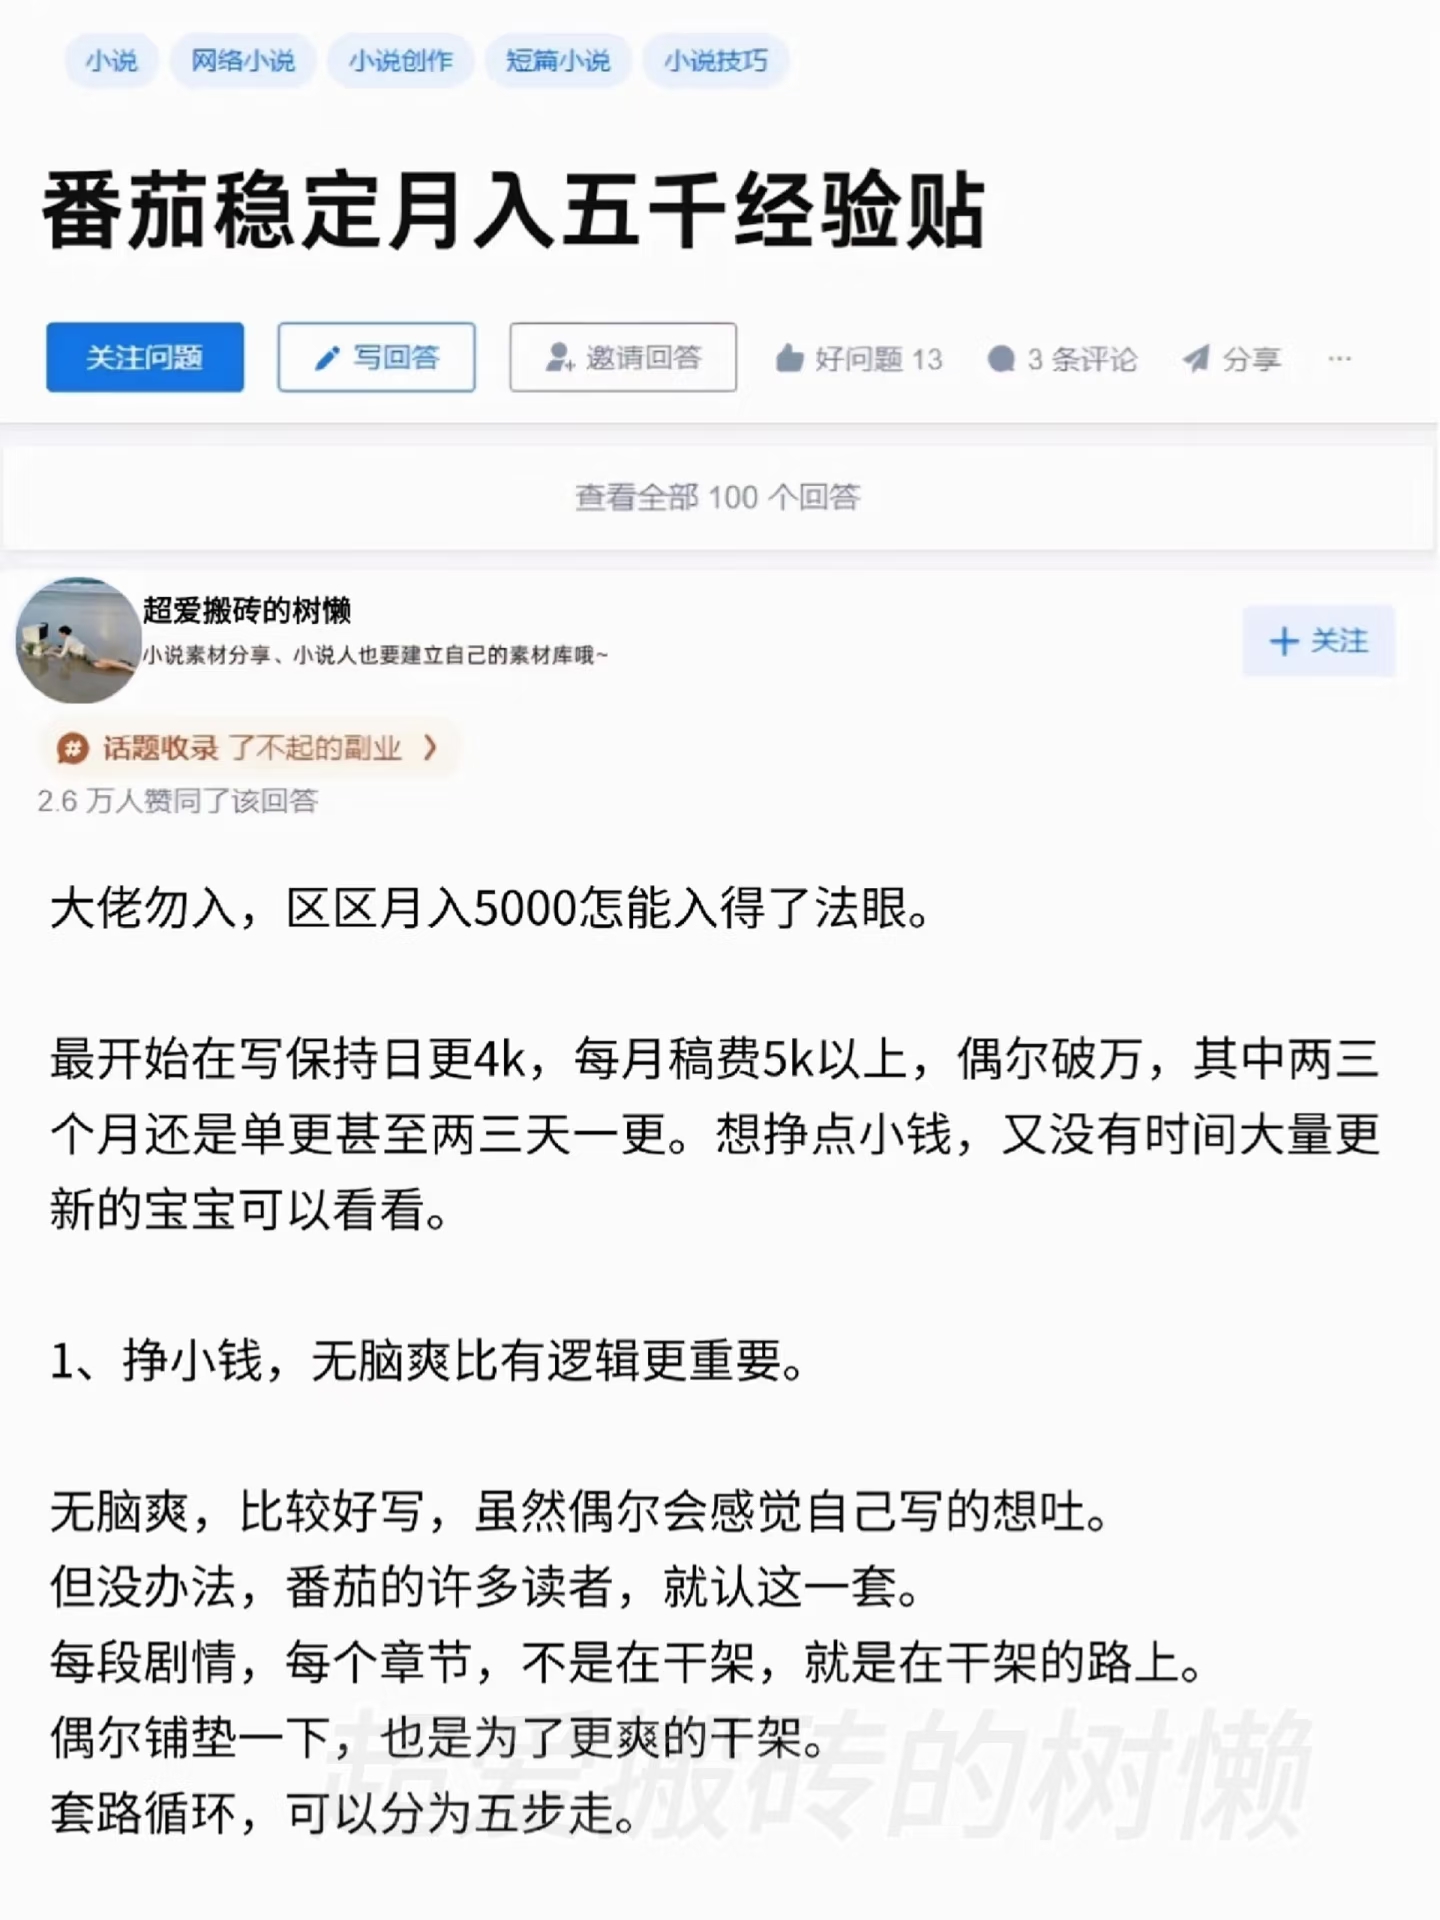 小说 网络小说 小说创作 短篇小说 小说技巧
番茄稳定月入五千经验贴
关注问题 写回答 邀请回答 好问题 13 3 条评论 分享 ...
查看全部 100 个回答
超爱搬砖的树懒
小说素材分享、小说人也要建立自己的素材库哦~
+ 关注
# 话题收录 了不起的副业 >
2.6 万人赞同了该回答
大佬勿入，区区月入5000怎能入得了法眼。
最开始在写保持日更4k，每月稿费5k以上，偶尔破万，其中两三
个月还是单更甚至两三天一更。想挣点小钱，又没有时间大量更
新的宝宝可以看看。
1、挣小钱，无脑爽比有逻辑更重要。
无脑爽，比较好写，虽然偶尔会感觉自己写的想吐。
但没办法，番茄的许多读者，就认这一套。
每段剧情，每个章节，不是在干架，就是在干架的路上。
偶尔铺垫一下，也是为了更爽的干架。
套路循环，可以分为五步走。
超爱搬砖的树懒